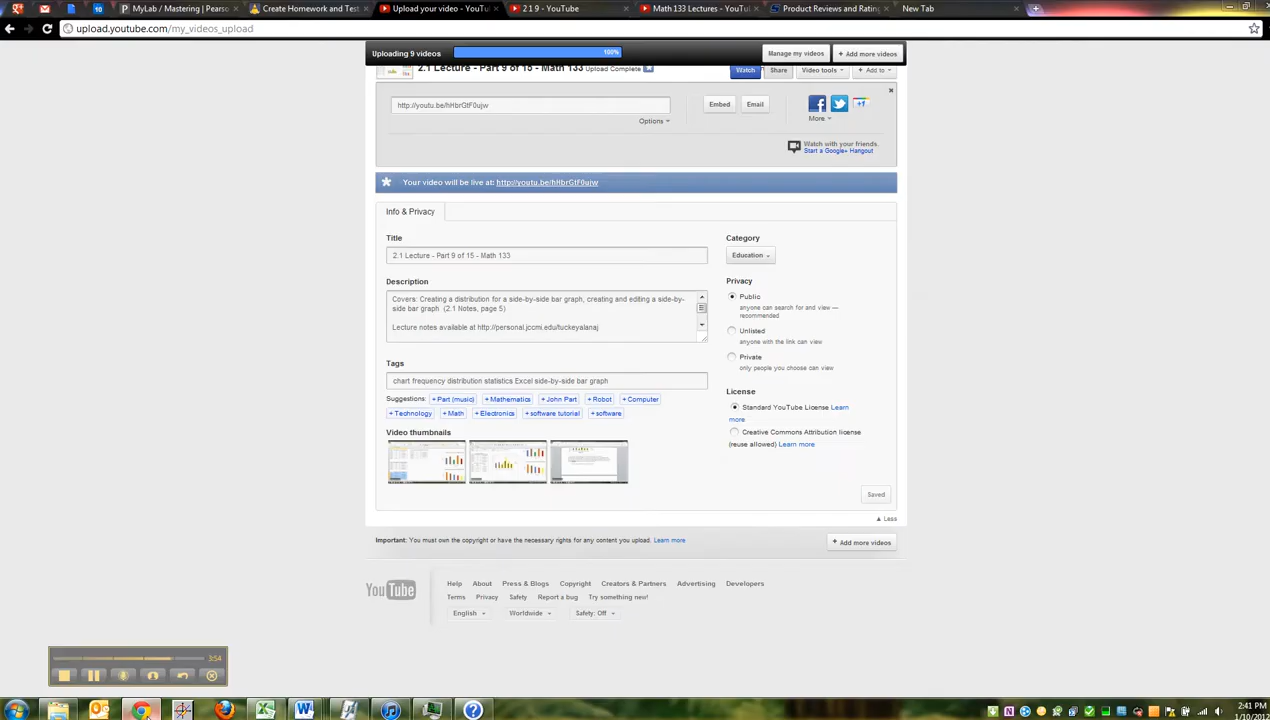 MyLab / Mastering | Pearso
Create Homework and Test
Upload your video - YouTu
2 1 9 - YouTube
Math 133 Lectures - YouTu
Product Reviews and Rating
New Tab
upload.youtube.com/my_videos_upload
Uploading 9 videos
100%
Manage my videos
+ Add more videos
2.1 Lecture - Part 9 of 15 - Math 133 Upload Complete
Watch
Share
Video tools
+ Add to
http://youtu.be/hHbrGtF0ujw
Embed
Email
+1
Options
More
Watch with your friends.
Start a Google+ Hangout
Your video will be live at: http://youtu.be/hHbrGtF0ujw
Info & Privacy
Title
2.1 Lecture - Part 9 of 15 - Math 133
Description
Covers: Creating a distribution for a side-by-side bar graph, creating and editing a side-by-
side bar graph (2.1 Notes, page 5)
Lecture notes available at http://personal.jccmi.edu/tuckeyalanaj
Tags
chart frequency distribution statistics Excel side-by-side bar graph
Suggestions: + Part (music) + Mathematics + John Part + Robot + Computer
+ Technology + Math + Electronics + software tutorial + software
Video thumbnails
Category
Education
Privacy
Public
anyone can search for and view —
recommended
Unlisted
anyone with the link can view
Private
only people you choose can view
License
Standard YouTube License Learn
more
Creative Commons Attribution license
(reuse allowed) Learn more
Saved
Less
Important: You must own the copyright or have the necessary rights for any content you upload. Learn more
+ Add more videos
YouTube
Help About Press & Blogs Copyright Creators & Partners Advertising Developers
Terms Privacy Safety Report a bug Try something new!
English
Worldwide
Safety: Off
3:54
2:41 PM
1/10/2012